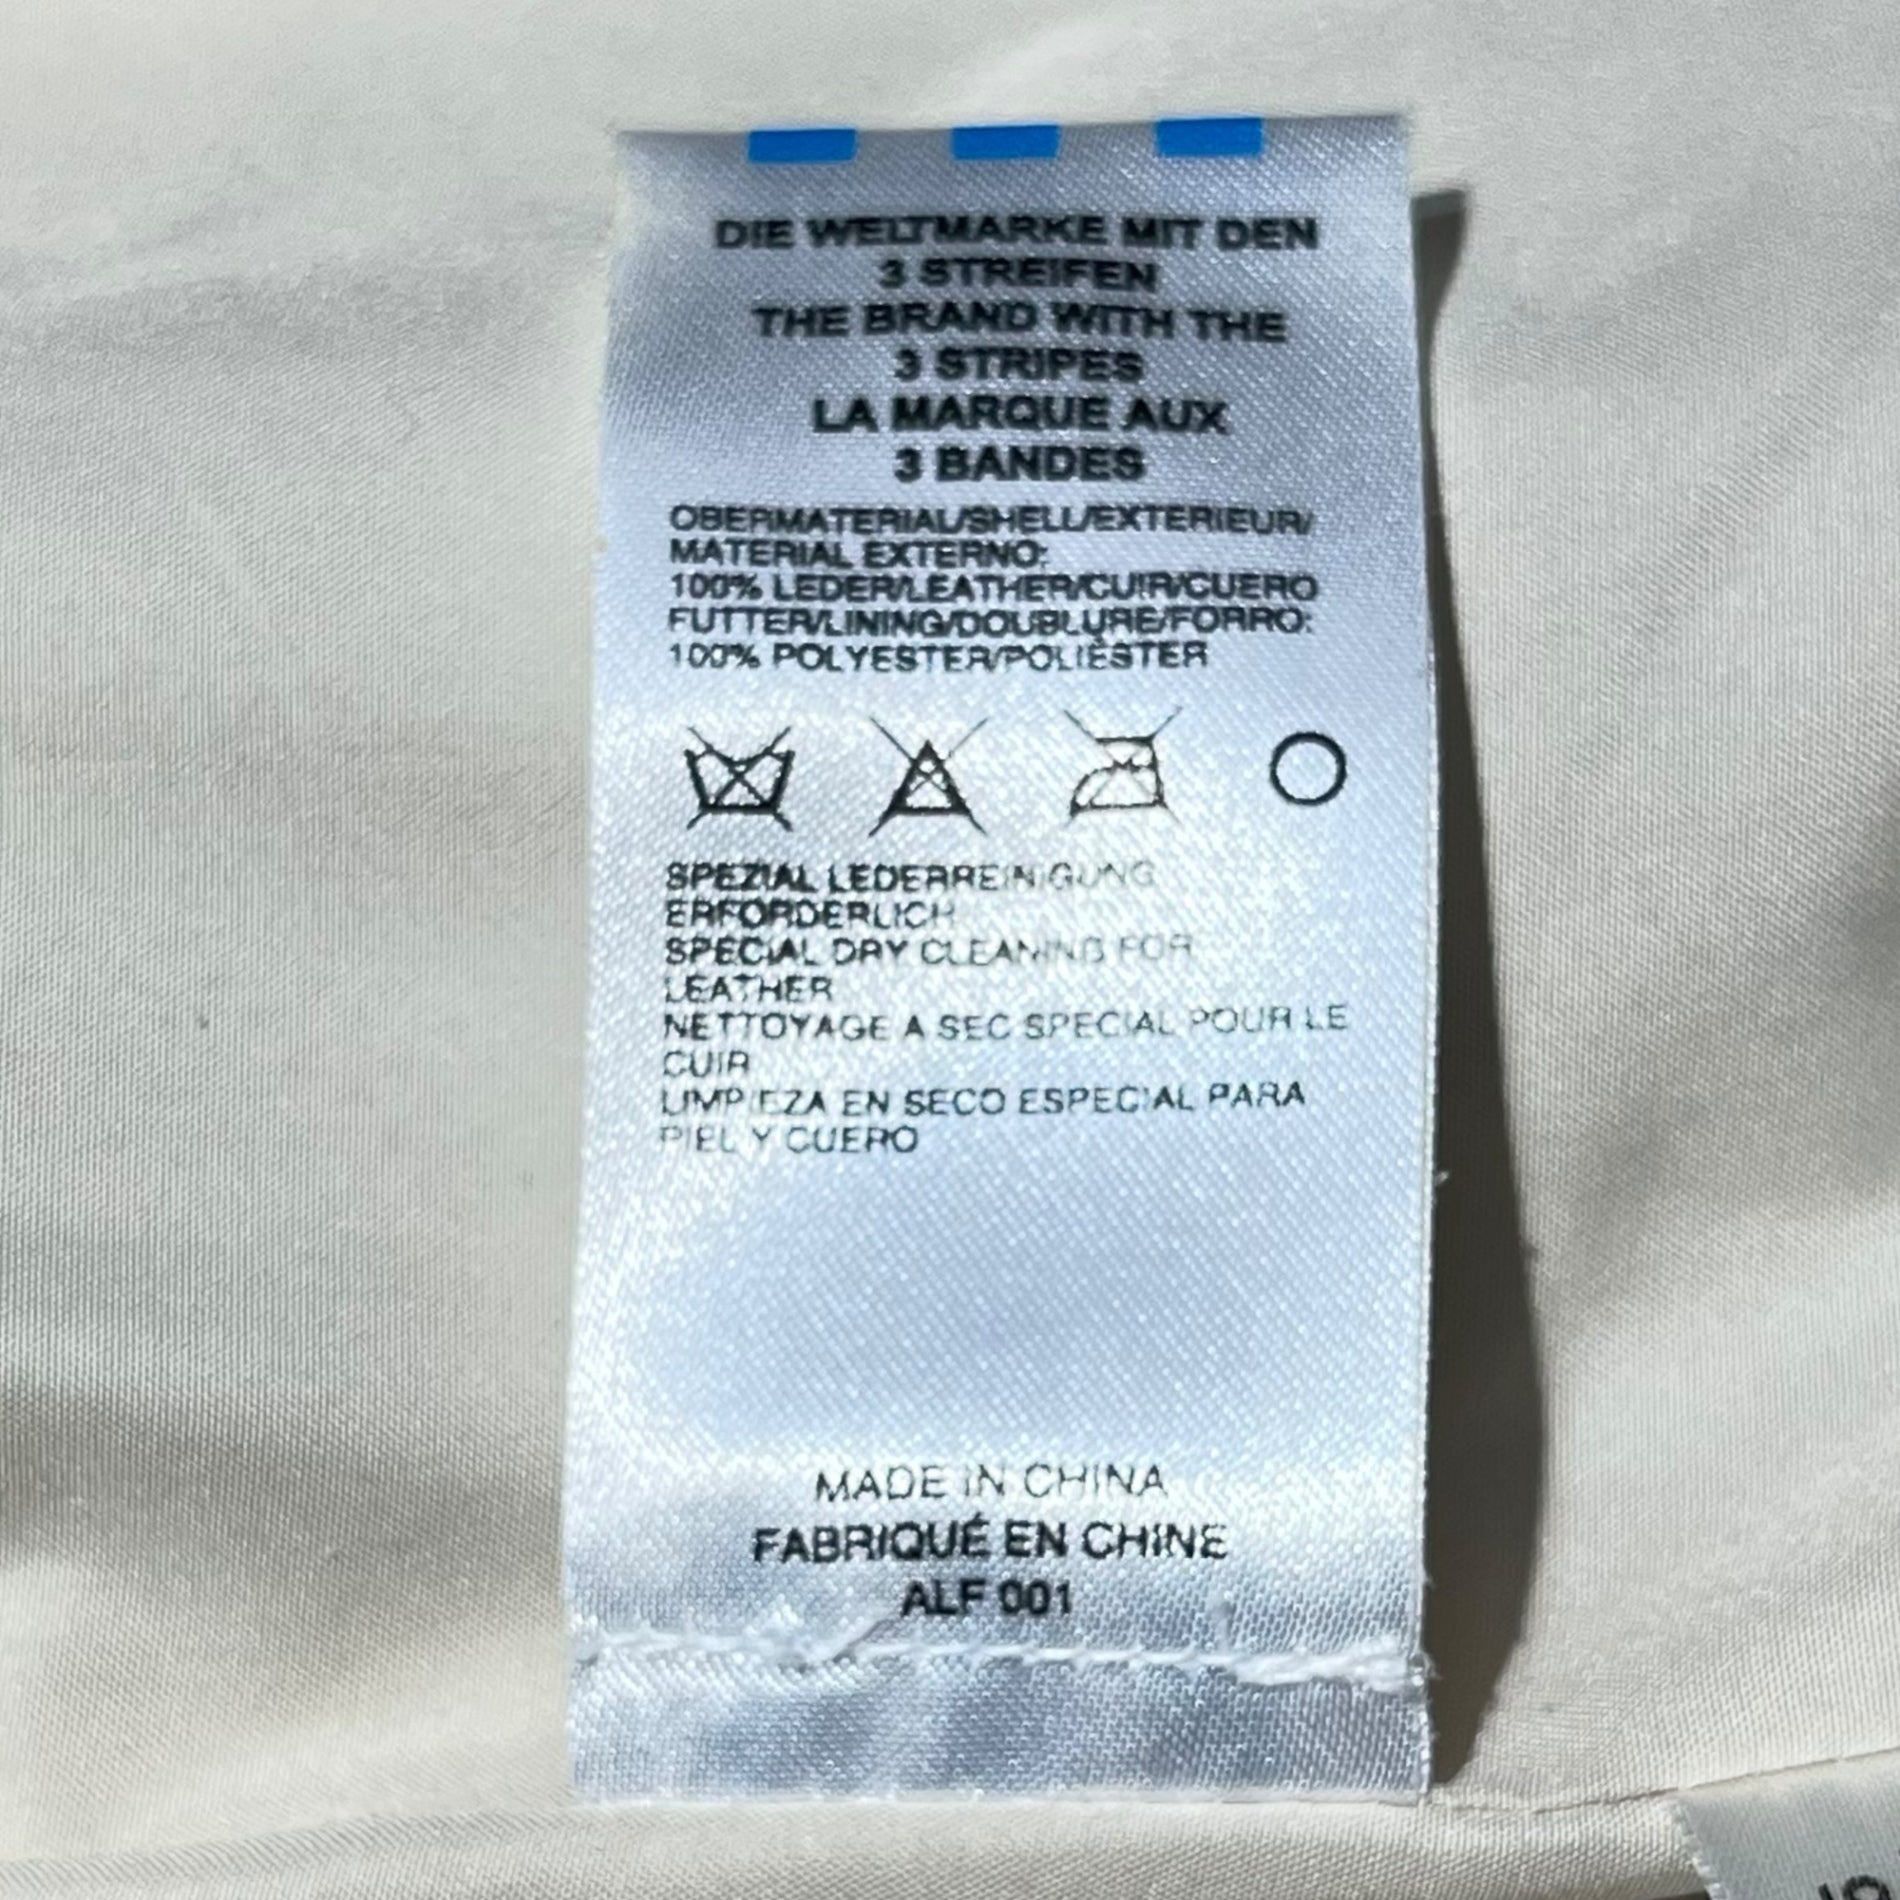 DIE WELTMARKE MIT DEN
3 STREIFEN
THE BRAND WITH THE
3 STRIPES
LA MARQUE AUX
3 BANDES
OBERMATERIAL/SHELL/EXTERIEUR/
MATERIAL EXTERNO:
100% LEDER/LEATHER/CUIR/CUERO
FUTTER/LINING/DOUBLURE/FORRO:
100% POLYESTER/POLIÈSTER
SPEZIAL LEDERREINIGUNG
ERFORDERLICH
SPECIAL DRY CLEANING FOR
LEATHER
NETTOYAGE A SEC SPECIAL POUR LE
CUIR
LIMPIEZA EN SECO ESPECIAL PARA
PIEL Y CUERO
MADE IN CHINA
FABRIQUÉ EN CHINE
ALF 001